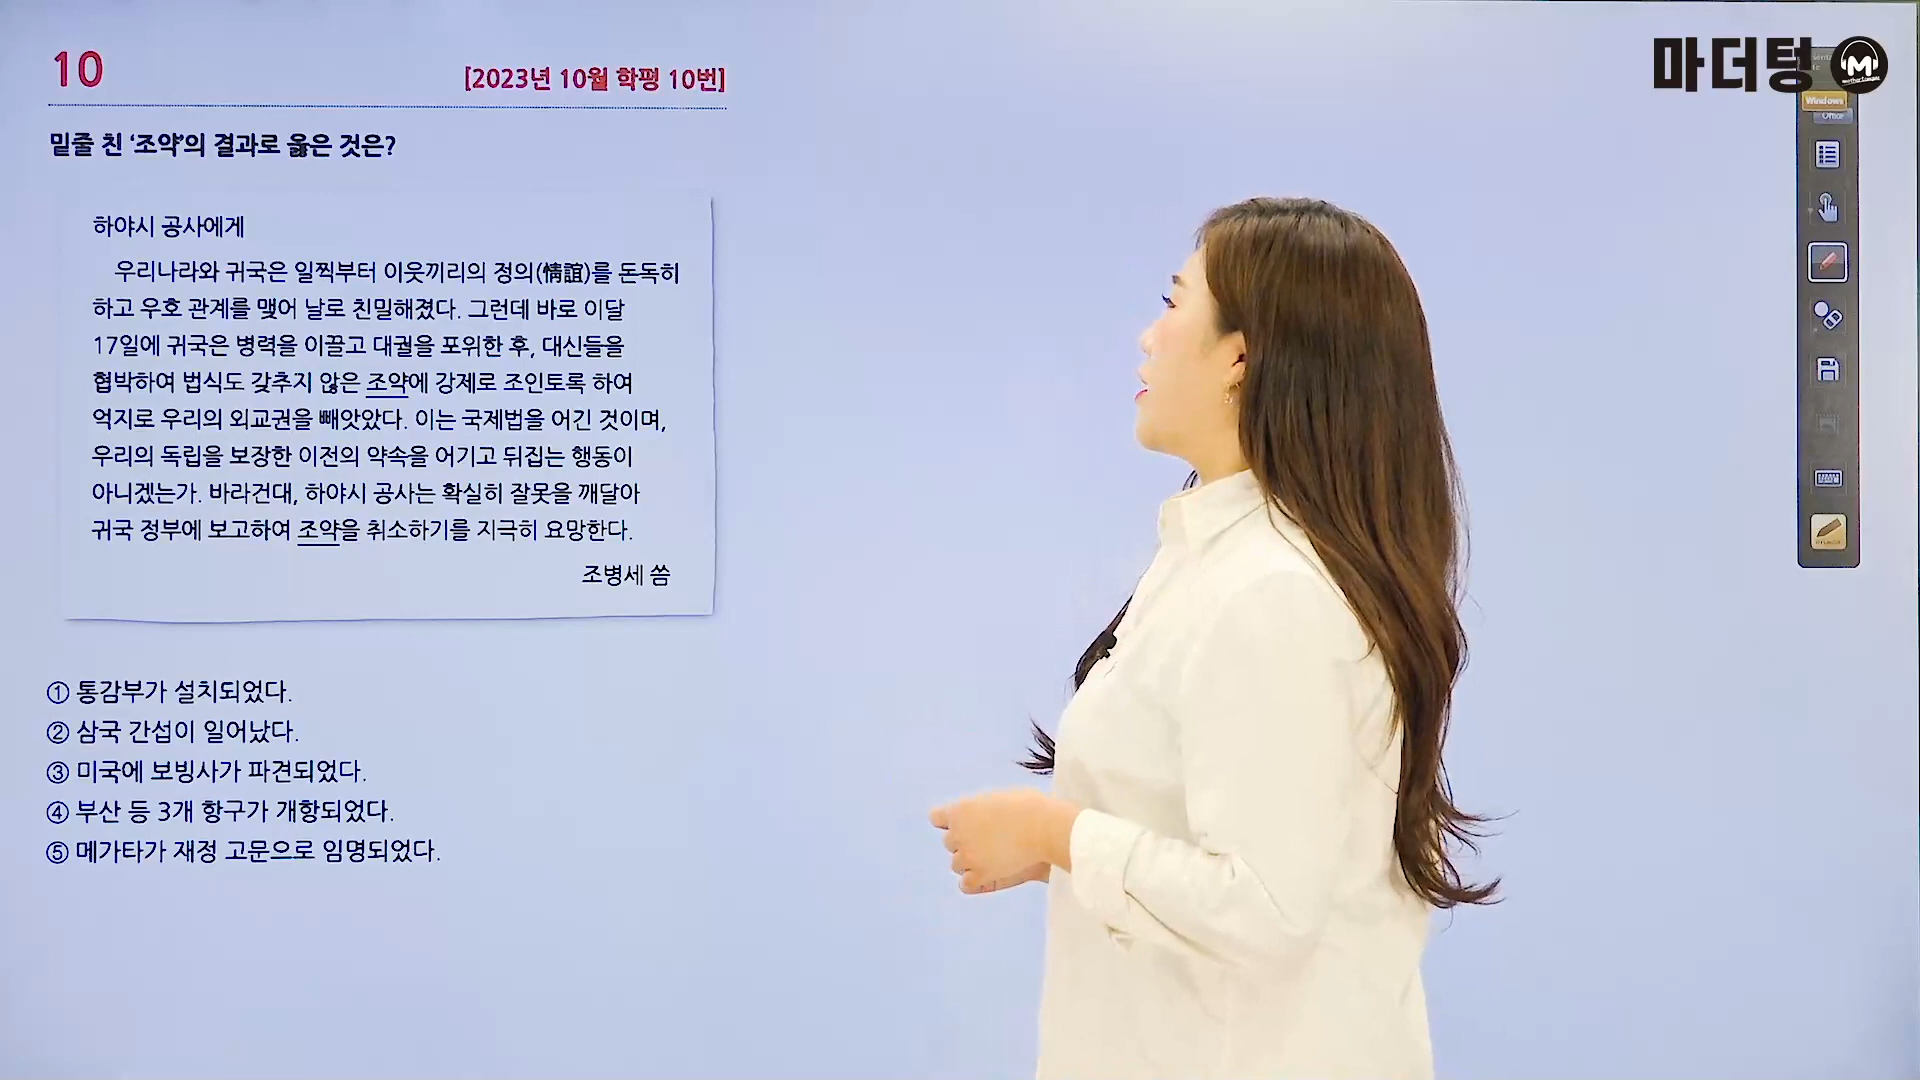 마더텅
10
[2023년 10월 학평 10번]
밑줄 친 ‘조약’의 결과로 옳은 것은?
하야시 공사에게
우리나라와 귀국은 일찍부터 이웃끼리의 정의(情誼)를 돈독히
하고 우호 관계를 맺어 날로 친밀해졌다. 그런데 바로 이달
17일에 귀국은 병력을 이끌고 대궐을 포위한 후, 대신들을
협박하여 법식도 갖추지 않은 조약에 강제로 조인토록 하여
억지로 우리의 외교권을 빼앗았다. 이는 국제법을 어긴 것이며,
우리의 독립을 보장한 이전의 약속을 어기고 뒤집는 행동이
아니겠는가. 바라건대, 하야시 공사는 확실히 잘못을 깨달아
귀국 정부에 보고하여 조약을 취소하기를 지극히 요망한다.
조병세 씀
① 통감부가 설치되었다.
② 삼국 간섭이 일어났다.
③ 미국에 보빙사가 파견되었다.
④ 부산 등 3개 항구가 개항되었다.
⑤ 메가타가 재정 고문으로 임명되었다.
M
Windows
Office